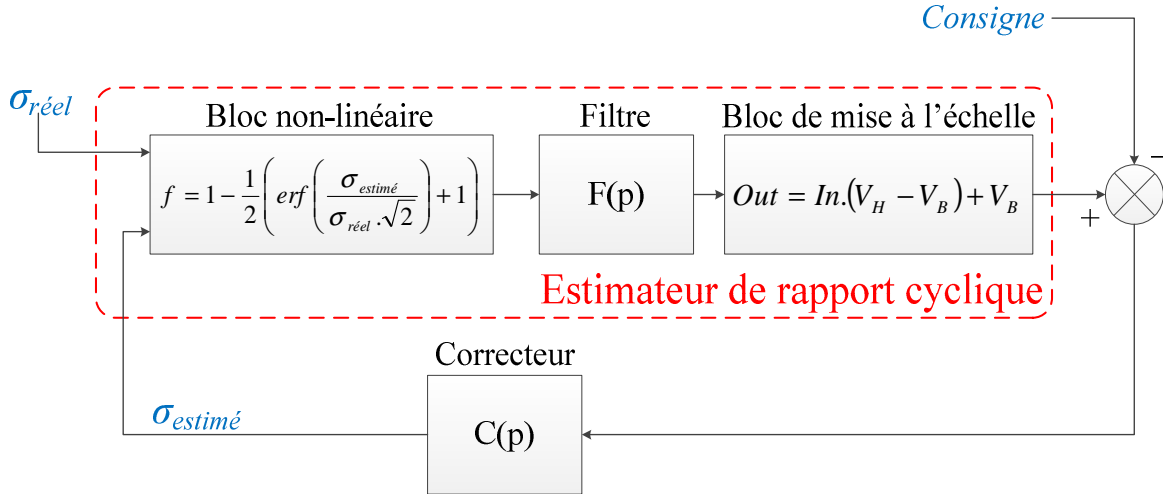 Consigne
σréel
Bloc non-linéaire
Filtre
Bloc de mise à l’échelle
f = 1 − 1/2 ( erf ( σestimé / σréel .√2 ) + 1 )
F(p)
Out = In.(VH − VB) + VB
−
+
Estimateur de rapport cyclique
Correcteur
σestimé
C(p)